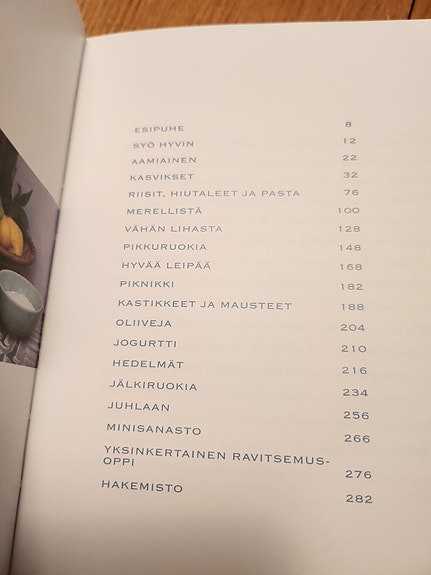 ESIPUHE 8
SYÖ HYVIN 12
AAMIAINEN 22
KASVIKSET 32
RIISIT, HIUTALEET JA PASTA 76
MERELLISTÄ 100
VÄHÄN LIHASTA 128
PIKKURUOKIA 148
HYVÄÄ LEIPÄÄ 168
PIKNIKKI 182
KASTIKKEET JA MAUSTEET 188
OLIIVEJA 204
JOGURTTI 210
HEDELMÄT 216
JÄLKIRUOKIA 234
JUHLAAN 256
MINISANASTO 266
YKSINKERTAINEN RAVITSEMUS-
OPPI 276
HAKEMISTO 282